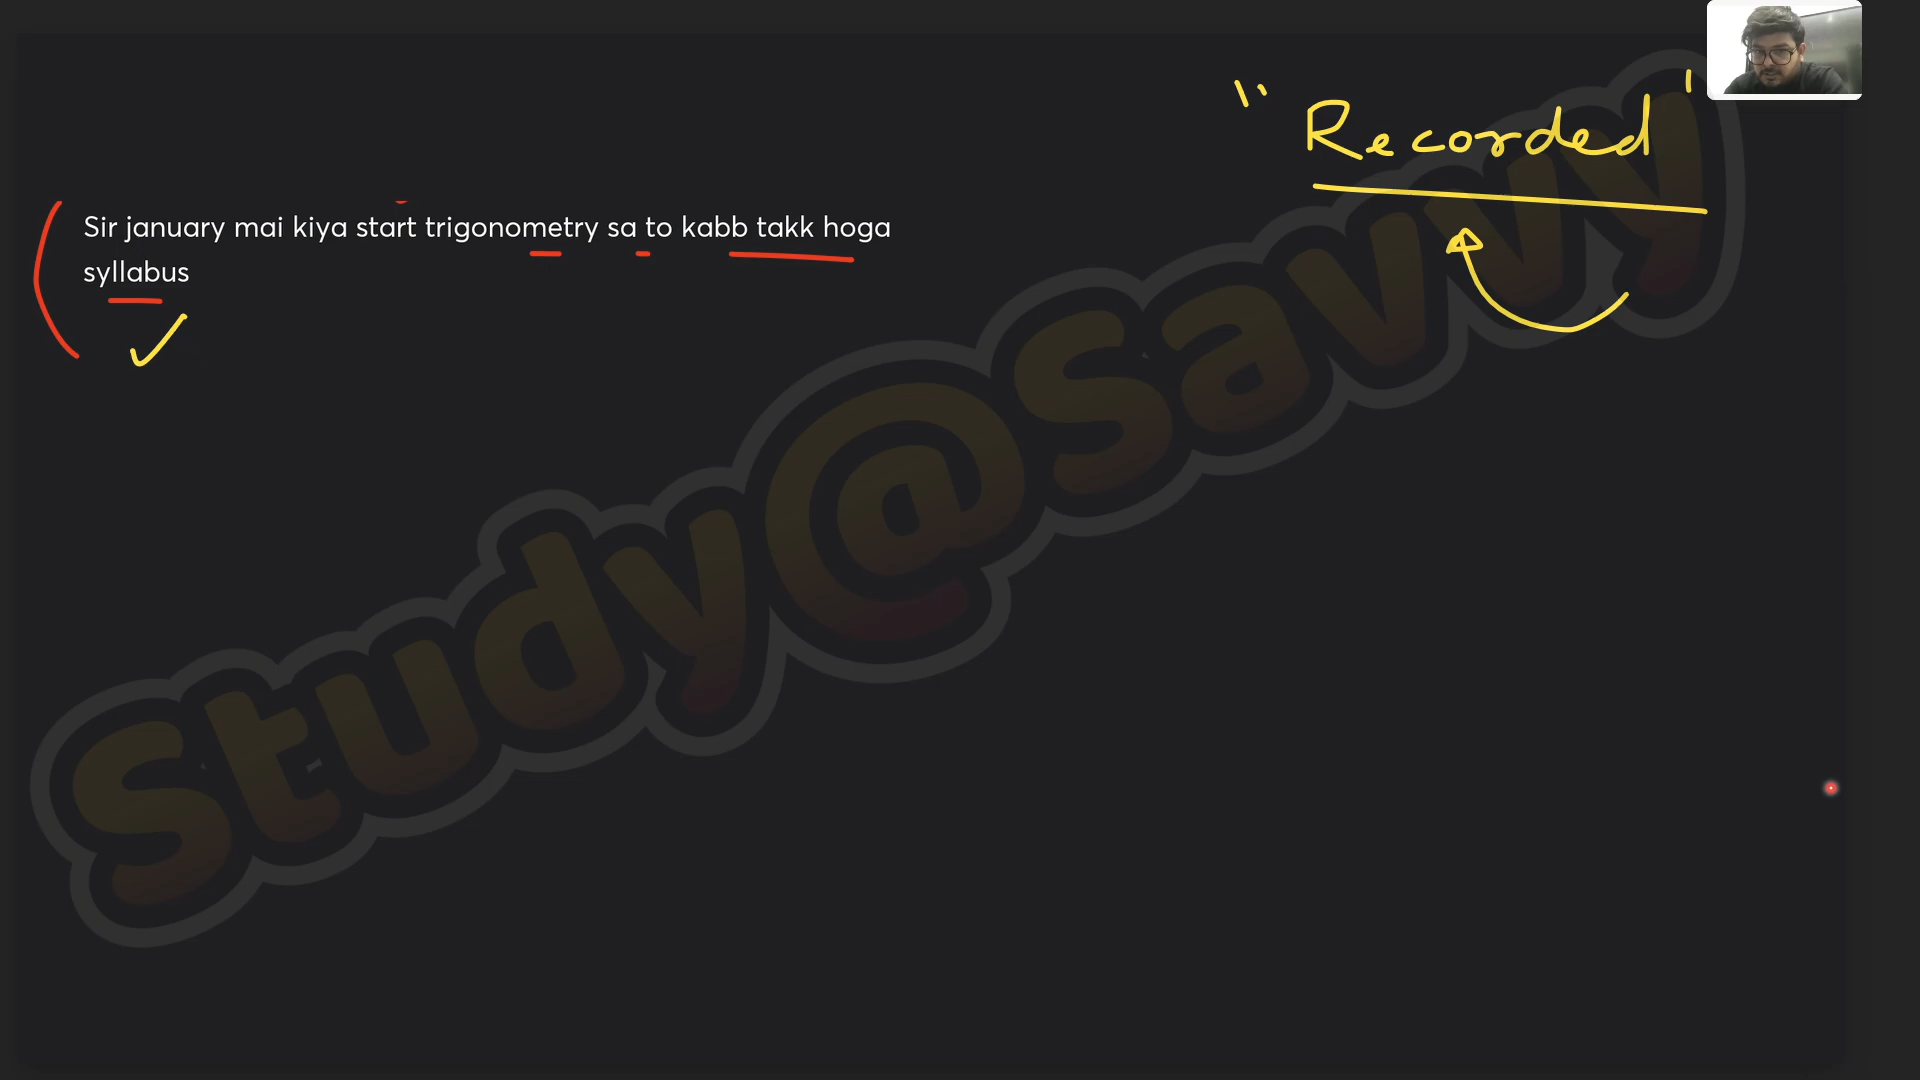 "Recorded"
Sir january mai kiya start trigonometry sa to kabb takk hoga
syllabus
Study@Savvy